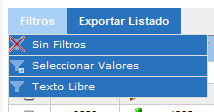 Filtros Exportar Listado
Sin Filtros
Seleccionar Valores
Texto Libre